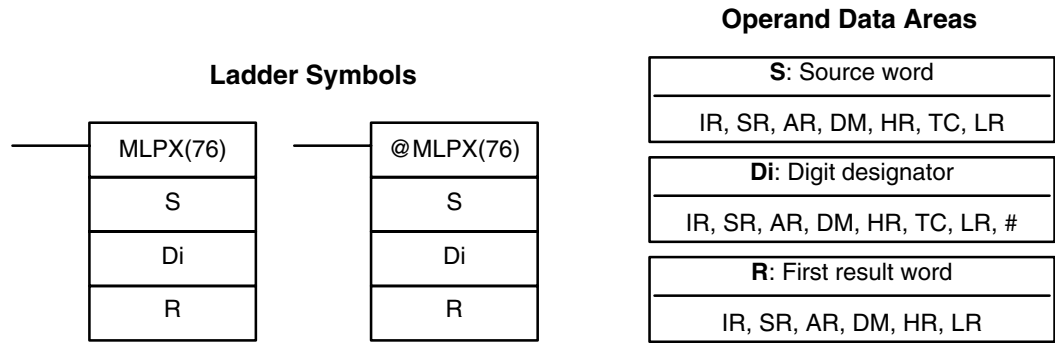 Operand Data Areas
Ladder Symbols
S: Source word
IR, SR, AR, DM, HR, TC, LR
MLPX(76)
@MLPX(76)
Di: Digit designator
S
S
IR, SR, AR, DM, HR, TC, LR, #
Di
Di
R: First result word
R
R
IR, SR, AR, DM, HR, LR